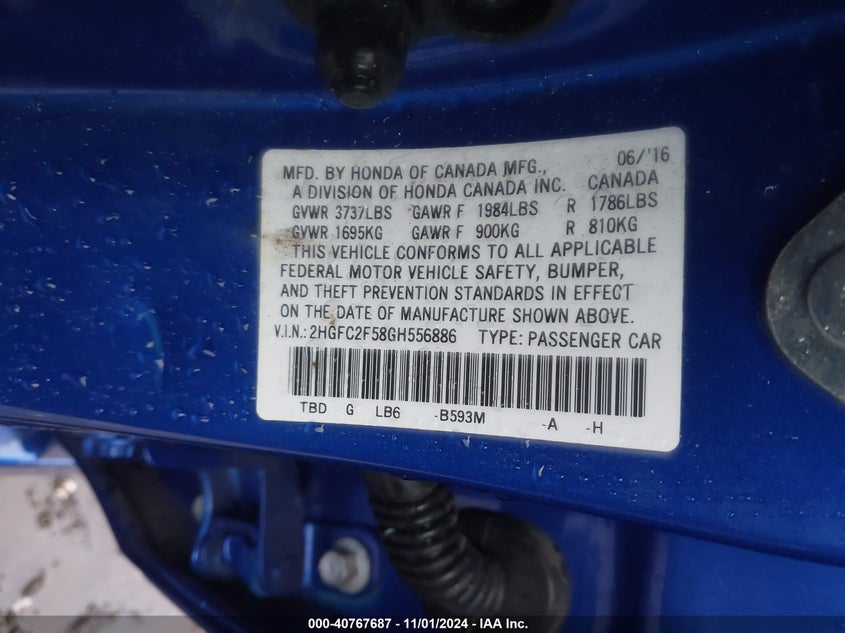 MFD. BY HONDA OF CANADA MFG., 06/'16
A DIVISION OF HONDA CANADA INC. CANADA
GVWR 3737LBS GAWR F 1984LBS R 1786LBS
GVWR 1695KG GAWR F 900KG R 810KG
THIS VEHICLE CONFORMS TO ALL APPLICABLE
FEDERAL MOTOR VEHICLE SAFETY, BUMPER,
AND THEFT PREVENTION STANDARDS IN EFFECT
ON THE DATE OF MANUFACTURE SHOWN ABOVE.
V.I.N.: 2HGFC2F58GH556886 TYPE: PASSENGER CAR
TBD G LB6 -B593M -A -H
000-40767687 - 11/01/2024 - IAA Inc.